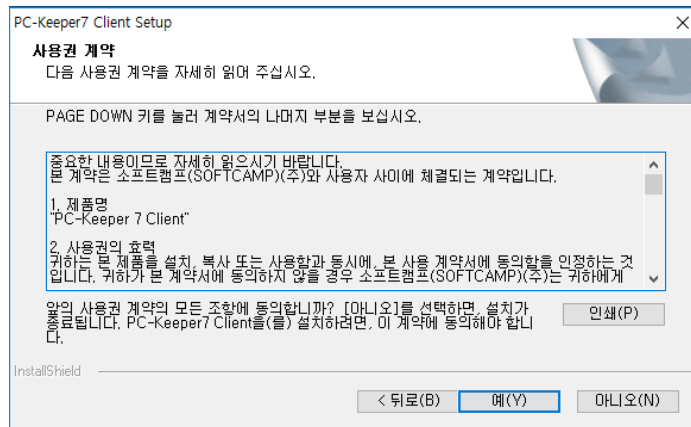 PC-Keeper7 Client Setup
사용권 계약
다음 사용권 계약을 자세히 읽어 주십시오.
PAGE DOWN 키를 눌러 계약서의 나머지 부분을 보십시오.
중요한 내용이므로 자세히 읽으시기 바랍니다.
본 계약은 소프트캠프(SOFTCAMP)(주)와 사용자 사이에 체결되는 계약입니다.
1. 제품명
"PC-Keeper 7 Client"
2. 사용권의 효력
귀하는 본 제품을 설치, 복사 또는 사용함과 동시에, 본 사용 계약서에 동의함을 인정하는 것
입니다. 귀하가 본 계약서에 동의하지 않을 경우 소프트캠프(SOFTCAMP)(주)는 귀하에게
앞의 사용권 계약의 모든 조항에 동의합니까? [아니오]를 선택하면, 설치가
종료됩니다. PC-Keeper7 Client을(를) 설치하려면, 이 계약에 동의해야 합니
다.
인쇄(P)
InstallShield
< 뒤로(B)
예(Y)
아니오(N)